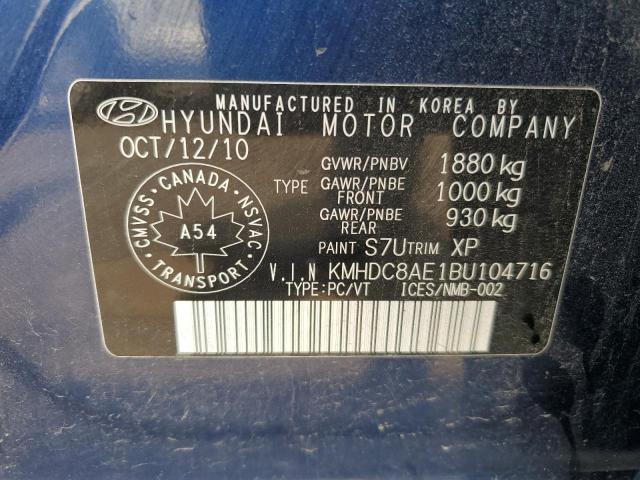 MANUFACTURED IN KOREA BY
HYUNDAI MOTOR COMPANY
OCT/12/10
GVWR/PNBV 1880 kg
TYPE GAWR/PNBE FRONT 1000 kg
GAWR/PNBE REAR 930 kg
CANADA
CMVSS NSVAC
A54
TRANSPORT
PAINT S7U TRIM XP
V.I.N KMHDC8AE1BU104716
TYPE:PC/VT ICES/NMB-002